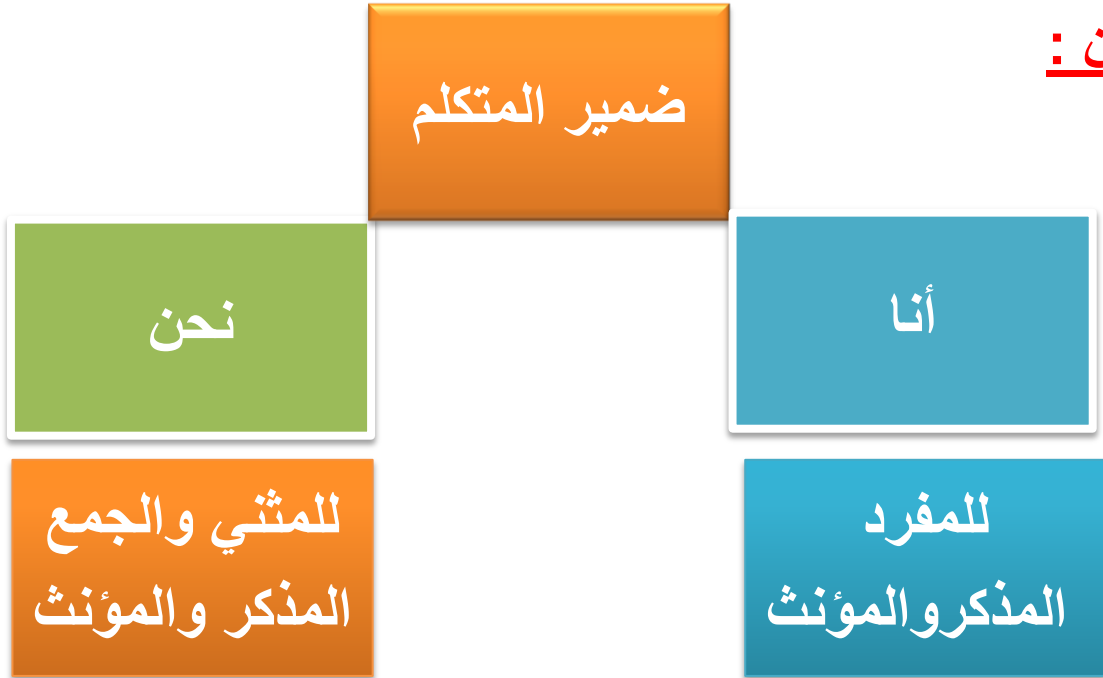 ن :
ضمير المتكلم
أنا
نحن
للمفرد
المذكروالمؤنث
للمثني والجمع
المذكر والمؤنث